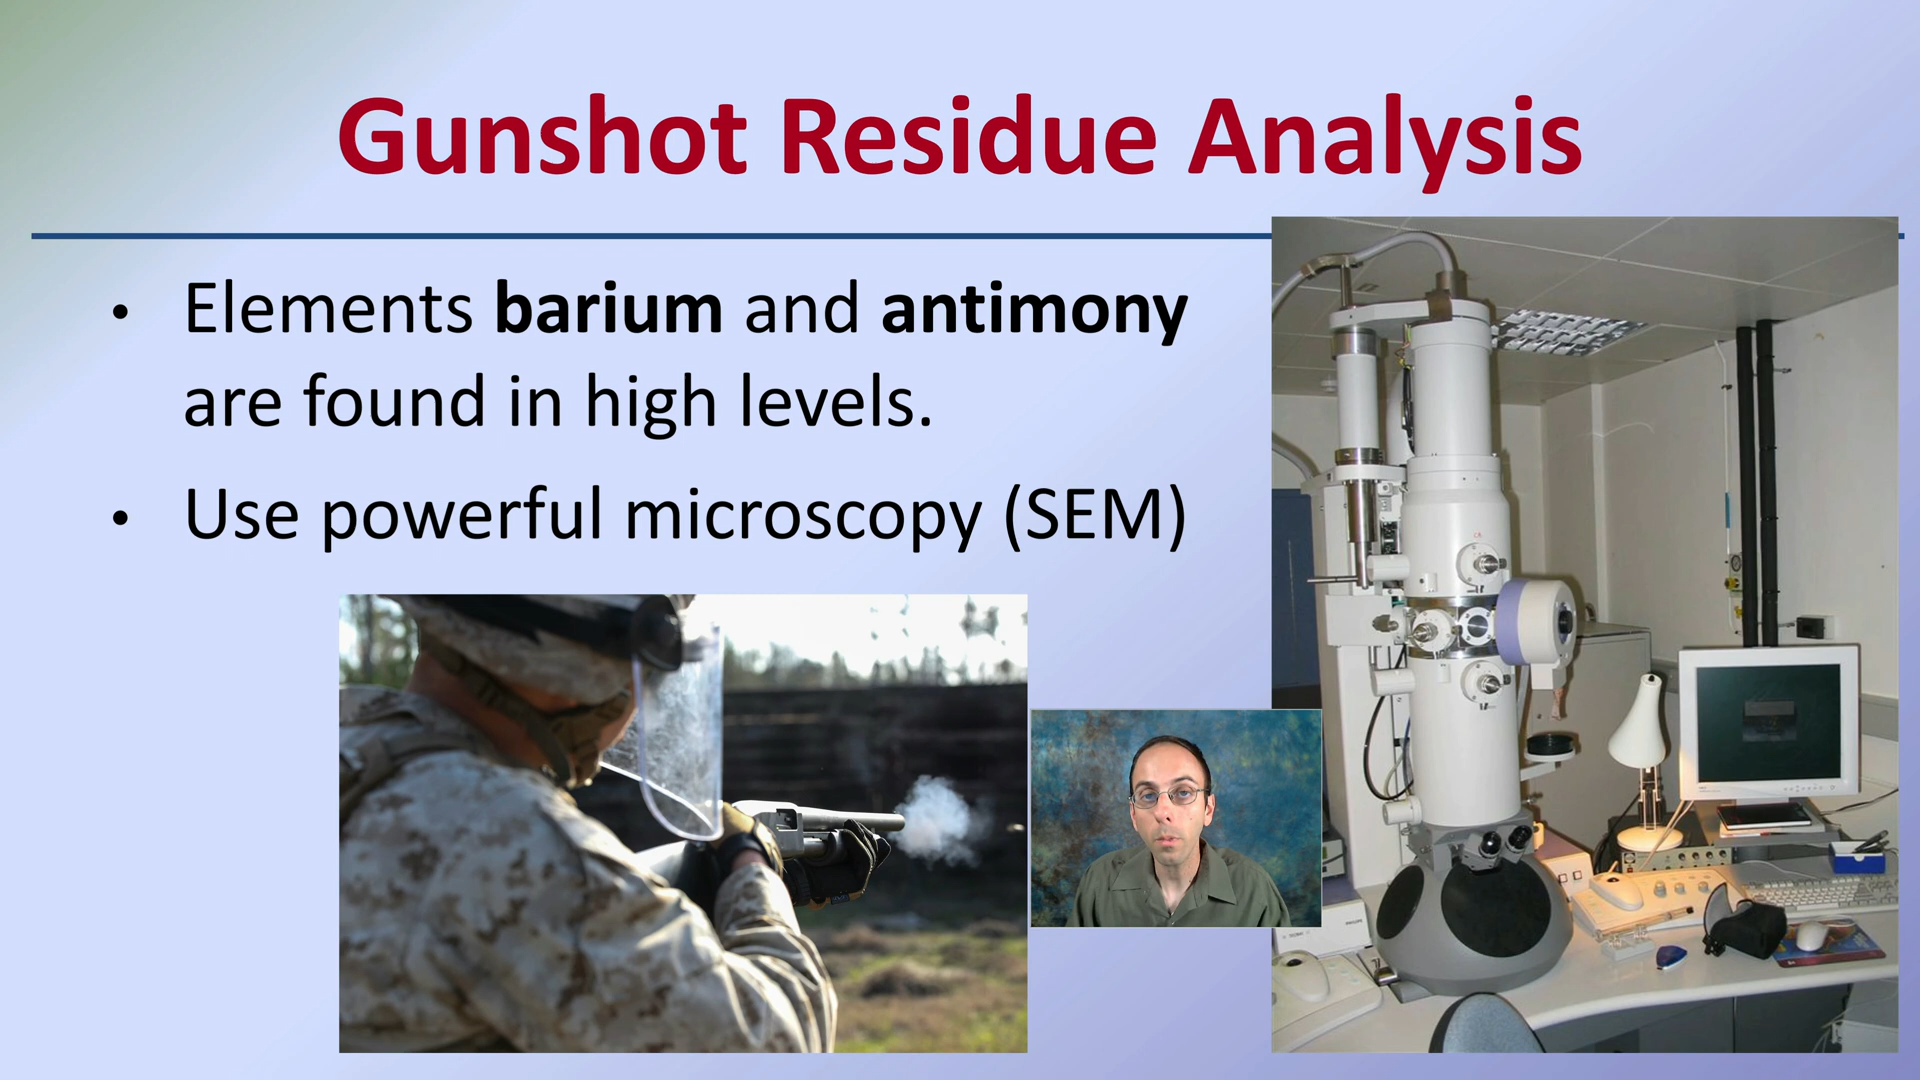 Gunshot Residue Analysis
• Elements barium and antimony
are found in high levels.
• Use powerful microscopy (SEM)